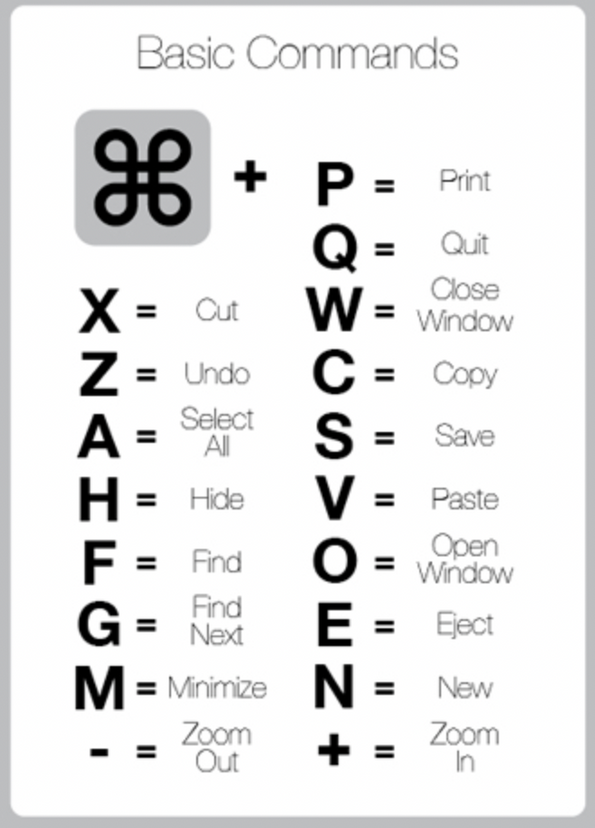 Basic Commands
⌘ + P = Print
Q = Quit
X = Cut W = Close
Window
Z = Undo C = Copy
A = Select
All S = Save
H = Hide V = Paste
F = Find O = Open
Window
G = Find
Next E = Eject
M = Minimize N = New
- = Zoom
Out + = Zoom
In